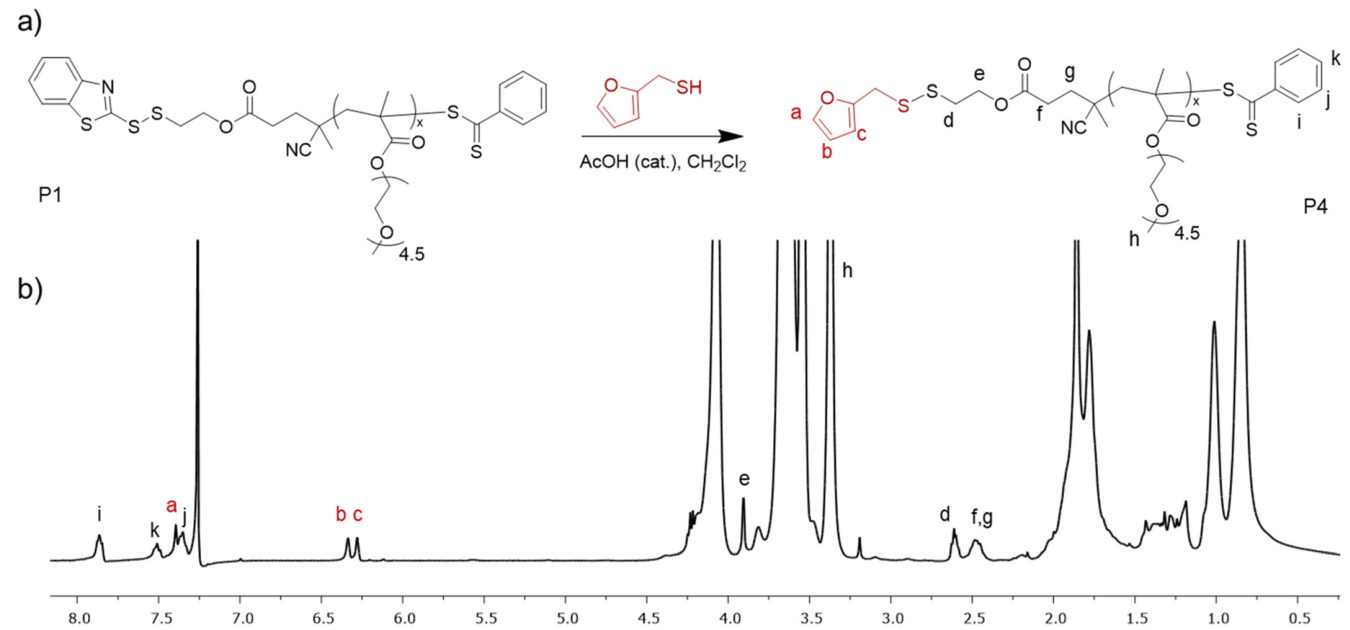 a)
N
S
S
S
O
O
NC
x
S
S
O
O
O
4.5
P1
O
SH
AcOH (cat.), CH₂Cl₂
O
a
b
c
S
S
d
e
O
O
f
g
NC
x
S
S
i
j
k
O
O
O
h
4.5
P4
b)
i
k
a
j
b c
e
h
d
f,g
8.0 7.5 7.0 6.5 6.0 5.5 5.0 4.5 4.0 3.5 3.0 2.5 2.0 1.5 1.0 0.5